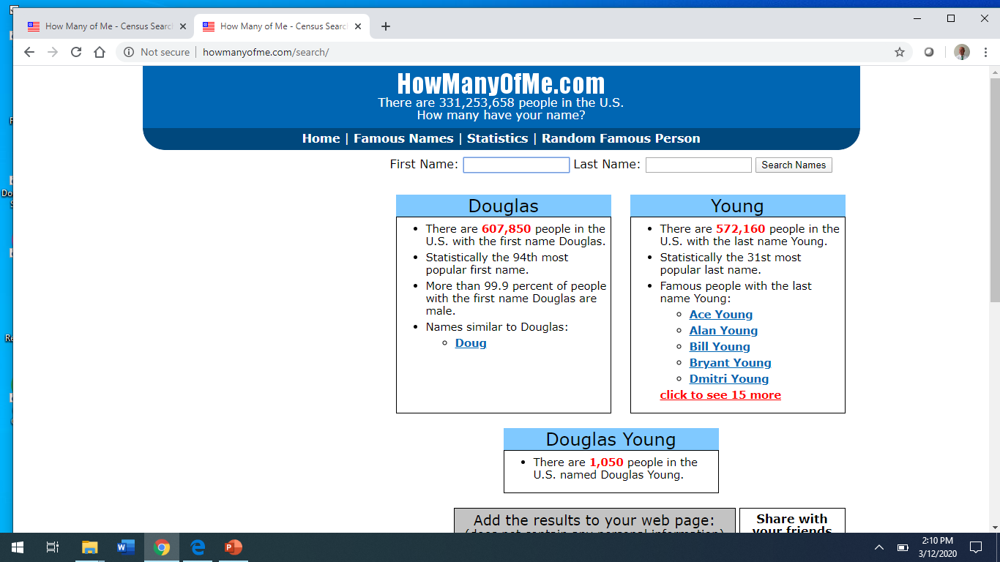 How Many of Me - Census Searc
How Many of Me - Census Searc
Not secure
howmanyofme.com/search/
HowManyOfMe.com
There are 331,253,658 people in the U.S.
How many have your name?
Home | Famous Names | Statistics | Random Famous Person
First Name:
Last Name:
Search Names
Douglas
• There are 607,850 people in the
U.S. with the first name Douglas.
• Statistically the 94th most
popular first name.
• More than 99.9 percent of people
with the first name Douglas are
male.
• Names similar to Douglas:
◦ Doug
Young
• There are 572,160 people in the
U.S. with the last name Young.
• Statistically the 31st most
popular last name.
• Famous people with the last
name Young:
◦ Ace Young
◦ Alan Young
◦ Bill Young
◦ Bryant Young
◦ Dmitri Young
click to see 15 more
Douglas Young
• There are 1,050 people in the
U.S. named Douglas Young.
Add the results to your web page:
(does not contain any personal information)
Share with
your friends
2:10 PM
3/12/2020